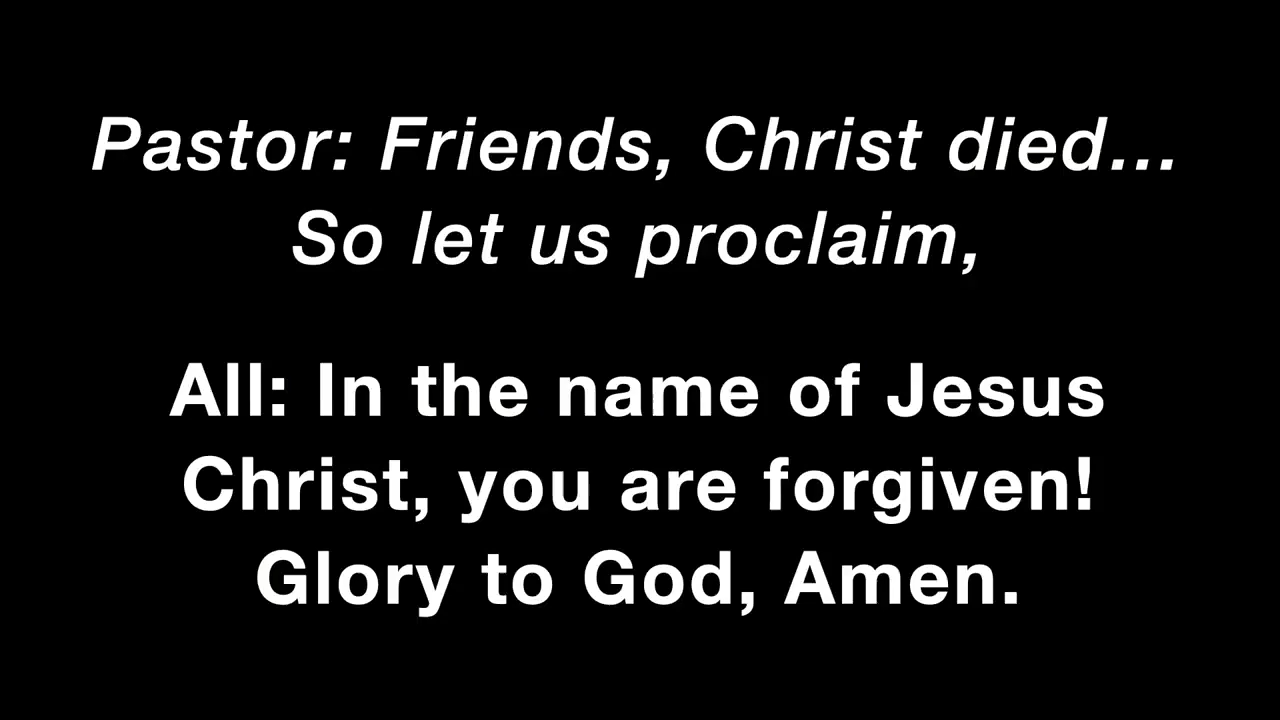 Pastor: Friends, Christ died...
So let us proclaim,
All: In the name of Jesus
Christ, you are forgiven!
Glory to God, Amen.